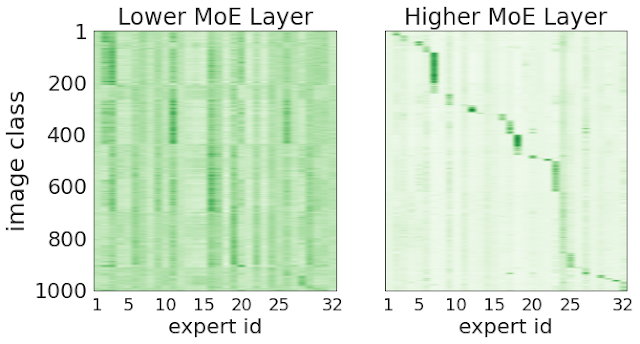 Lower MoE Layer
Higher MoE Layer
image class
1
200
400
600
800
1000
1 5 10 15 20 25 32
1 5 10 15 20 25 32
expert id
expert id